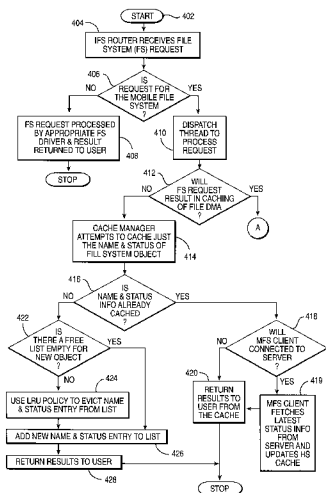 START
402
404
IFS ROUTER RECEIVES FILE
SYSTEM (FS) REQUEST
406
IS
REQUEST FOR
THE MOBILE FILE
SYSTEM
?
NO
YES
FS REQUEST PROCESSED
BY APPROPRIATE FS
DRIVER & RESULT
RETURNED TO USER
408
STOP
410
DISPATCH
THREAD TO
PROCESS
REQUEST
412
WILL
FS REQUEST
RESULT IN CACHING
OF FILE DMA
?
NO
YES
A
CACHE MANAGER
ATTEMPTS TO CACHE JUST
THE NAME & STATUS OF
FILL SYSTEM OBJECT
414
416
IS
NAME & STATUS
INFO ALREADY
CACHED
?
NO
YES
422
IS
THERE A FREE
LIST EMPTY FOR
NEW OBJECT
?
YES
NO
418
WILL
MFS CLIENT
CONNECTED TO
SERVER
?
NO
YES
420
RETURN
RESULTS TO
USER FROM
THE CACHE
419
MFS CLIENT
FETCHES
LATEST
STATUS INFO
FROM
SERVER AND
UPDATES HS
CACHE
424
USE LRU POLICY TO EVICT NAME
& STATUS ENTRY FROM LIST
ADD NEW NAME & STATUS ENTRY TO LIST
426
RETURN RESULTS TO USER
428
STOP